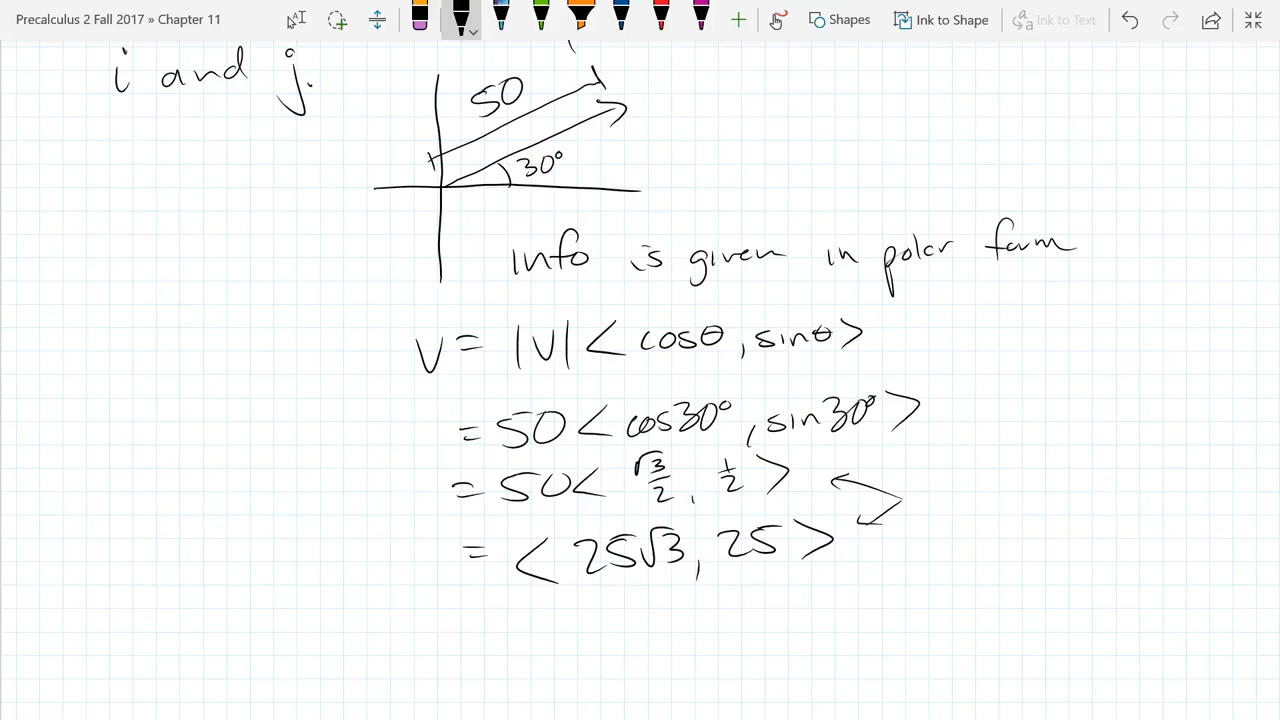 Precalculus 2 Fall 2017 » Chapter 11
Shapes
Ink to Shape
Ink to Text
i and j.
50
30°
Info is given in polar form
V = |V| < cosθ, sinθ >
= 50 < cos30°, sin30° >
= 50 < √3/2, 1/2 >
= < 25√3, 25 >